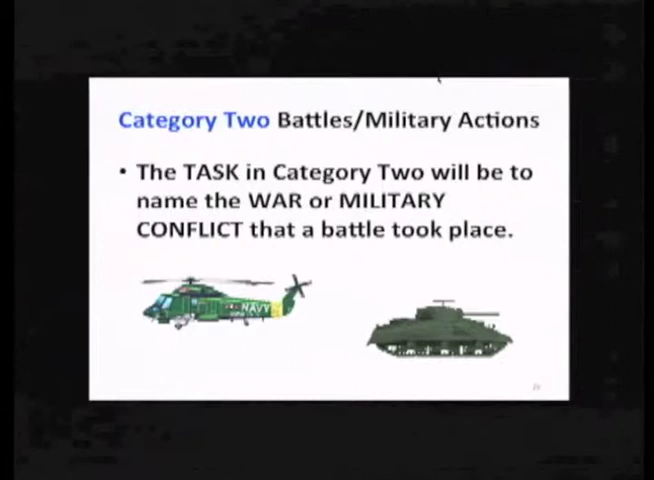 Category Two Battles/Military Actions
• The TASK in Category Two will be to
name the WAR or MILITARY
CONFLICT that a battle took place.
NAVY